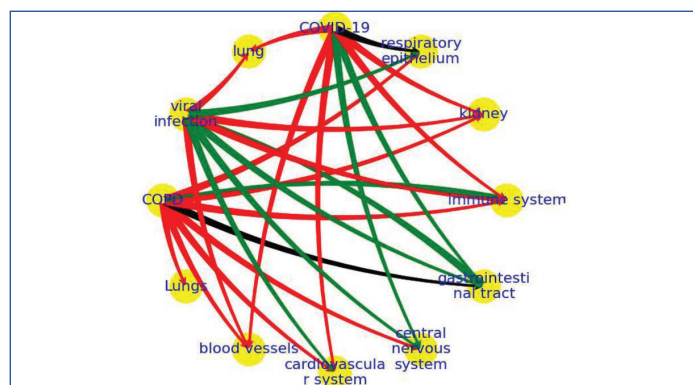 COVID-19
lung
respiratory
epithelium
viral
infection
kidney
COPD
immune system
Lungs
gastrointesti
nal tract
blood vessels
central
nervous
system
cardiovascula
r system